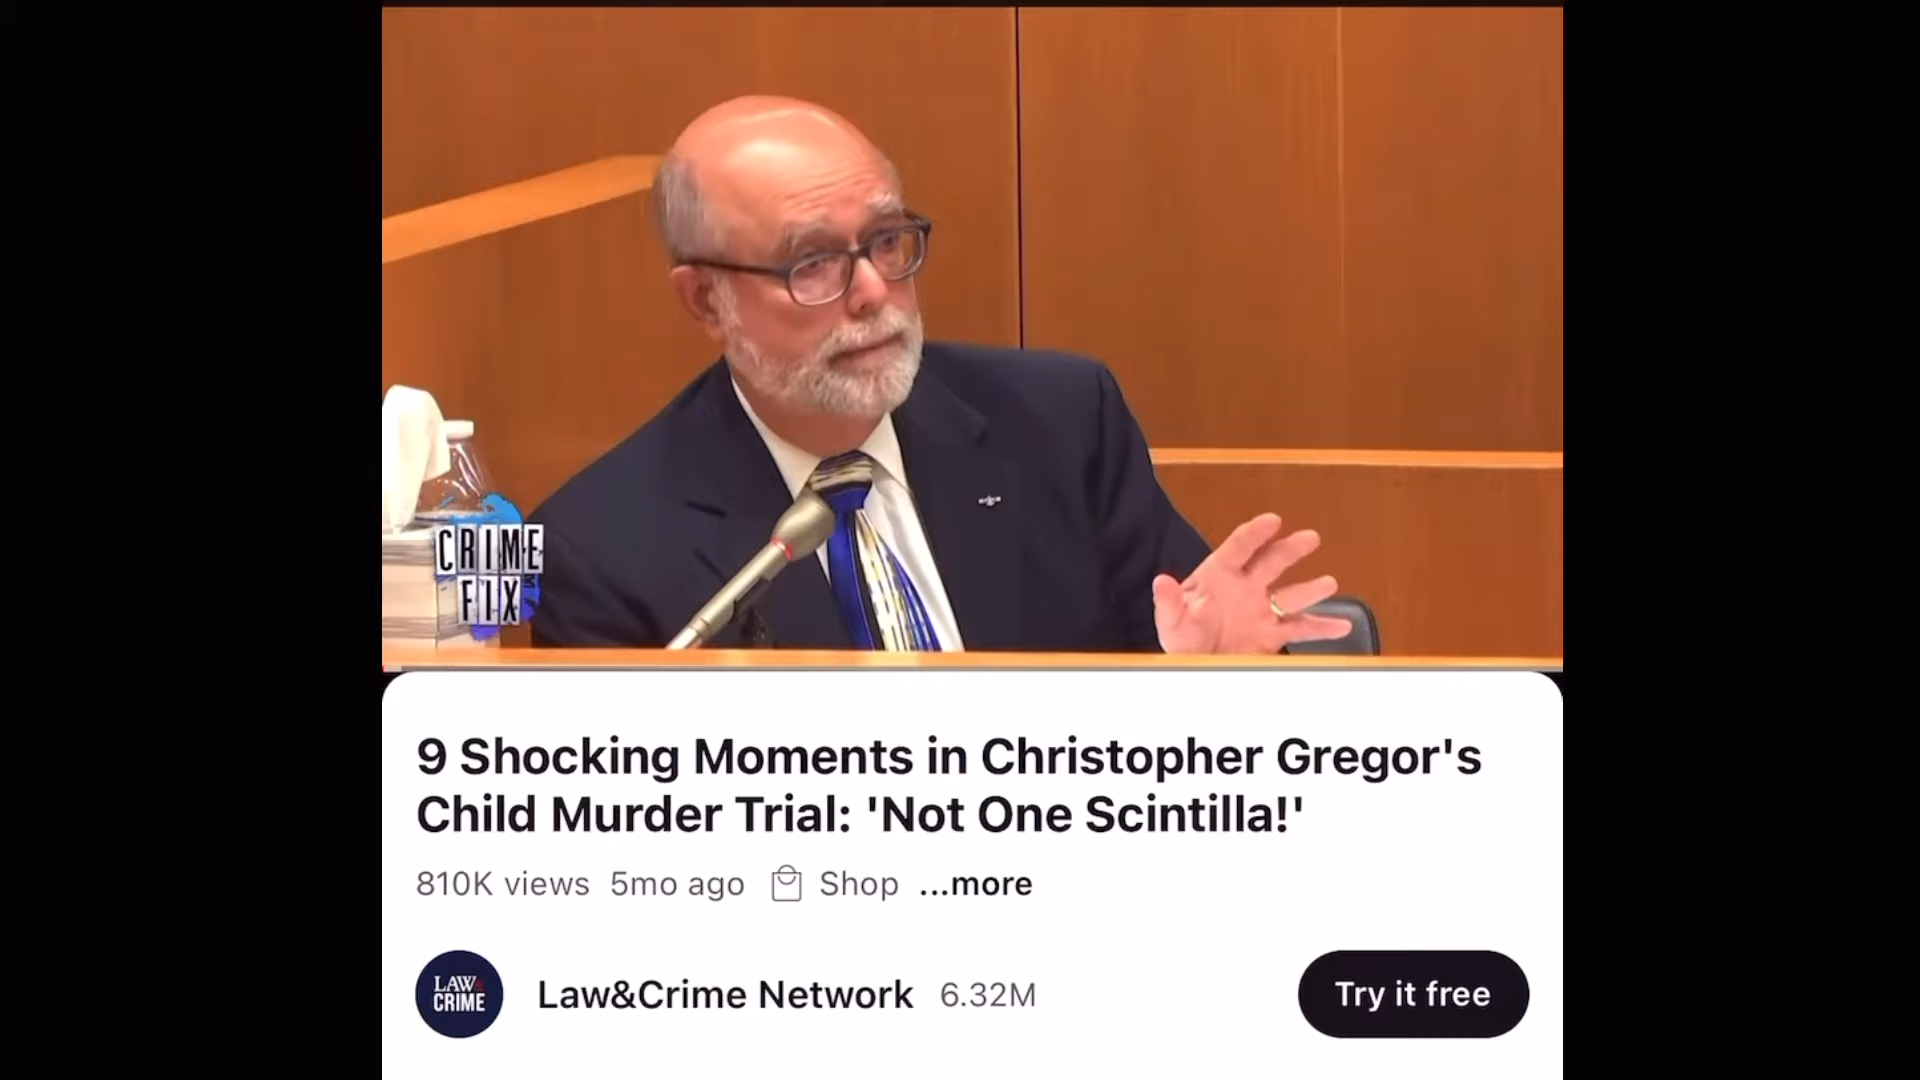 CRIME
FIX
9 Shocking Moments in Christopher Gregor's
Child Murder Trial: 'Not One Scintilla!'
810K views 5mo ago Shop ...more
LAW&
CRIME
Law&Crime Network 6.32M
Try it free